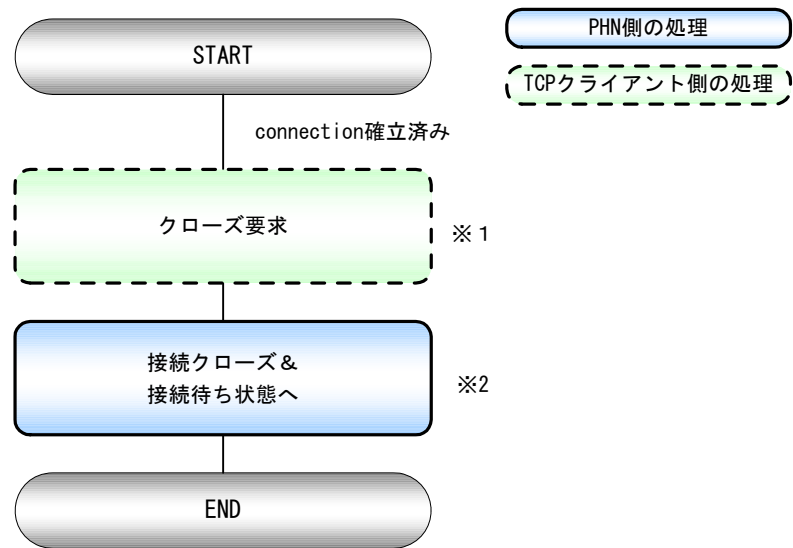 START
PHN側の処理
TCPクライアント側の処理
connection確立済み
クローズ要求
※１
接続クローズ＆
接続待ち状態へ
※2
END